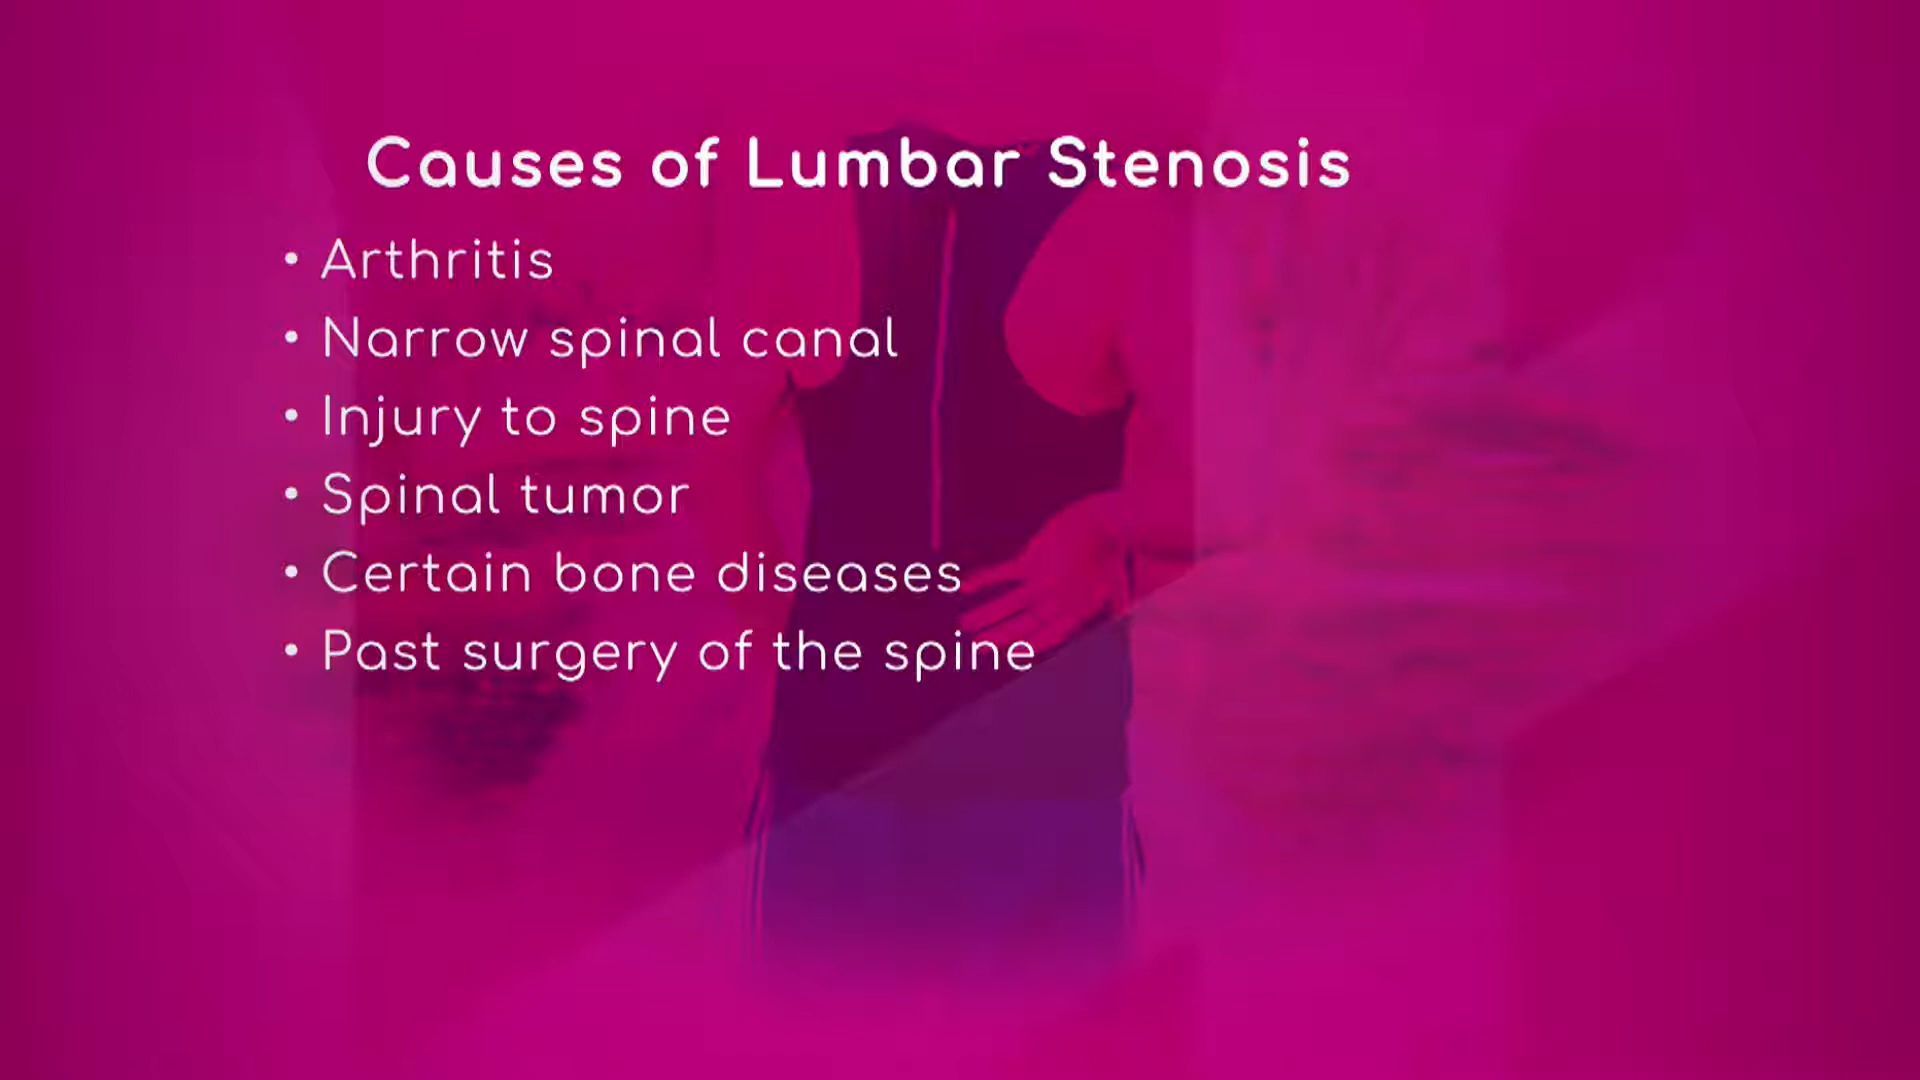 Causes of Lumbar Stenosis
• Arthritis
• Narrow spinal canal
• Injury to spine
• Spinal tumor
• Certain bone diseases
• Past surgery of the spine